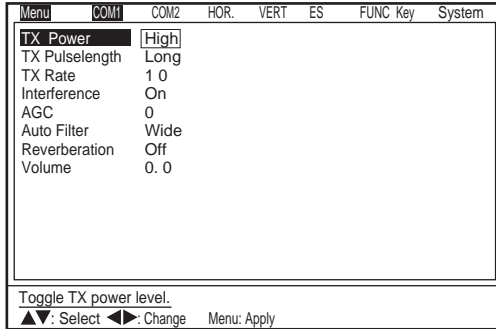 Menu COM1 COM2 HOR. VERT ES FUNC Key System
TX Power High
TX Pulselength Long
TX Rate 1 0
Interference On
AGC 0
Auto Filter Wide
Reverberation Off
Volume 0. 0
Toggle TX power level.
▲▼: Select ◀▶: Change Menu: Apply